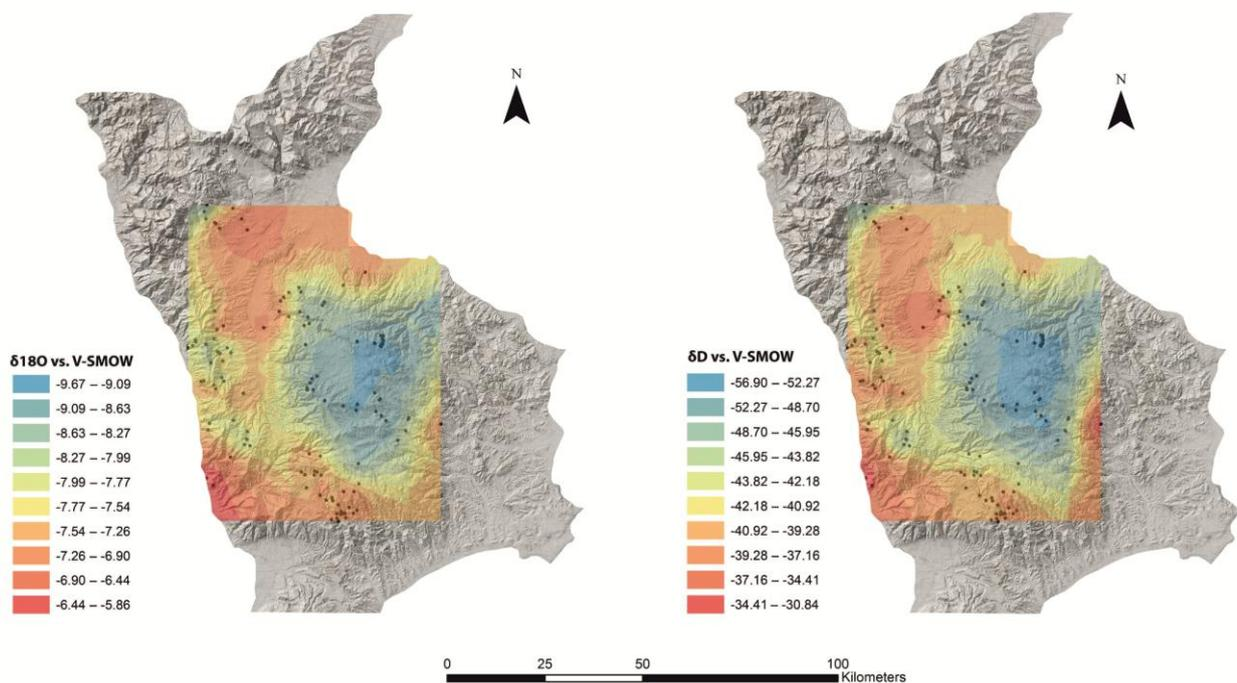 N
N
δ18O vs. V-SMOW
-9.67 – -9.09
-9.09 – -8.63
-8.63 – -8.27
-8.27 – -7.99
-7.99 – -7.77
-7.77 – -7.54
-7.54 – -7.26
-7.26 – -6.90
-6.90 – -6.44
-6.44 – -5.86
δD vs. V-SMOW
-56.90 – -52.27
-52.27 – -48.70
-48.70 – -45.95
-45.95 – -43.82
-43.82 – -42.18
-42.18 – -40.92
-40.92 – -39.28
-39.28 – -37.16
-37.16 – -34.41
-34.41 – -30.84
0 25 50 100
Kilometers